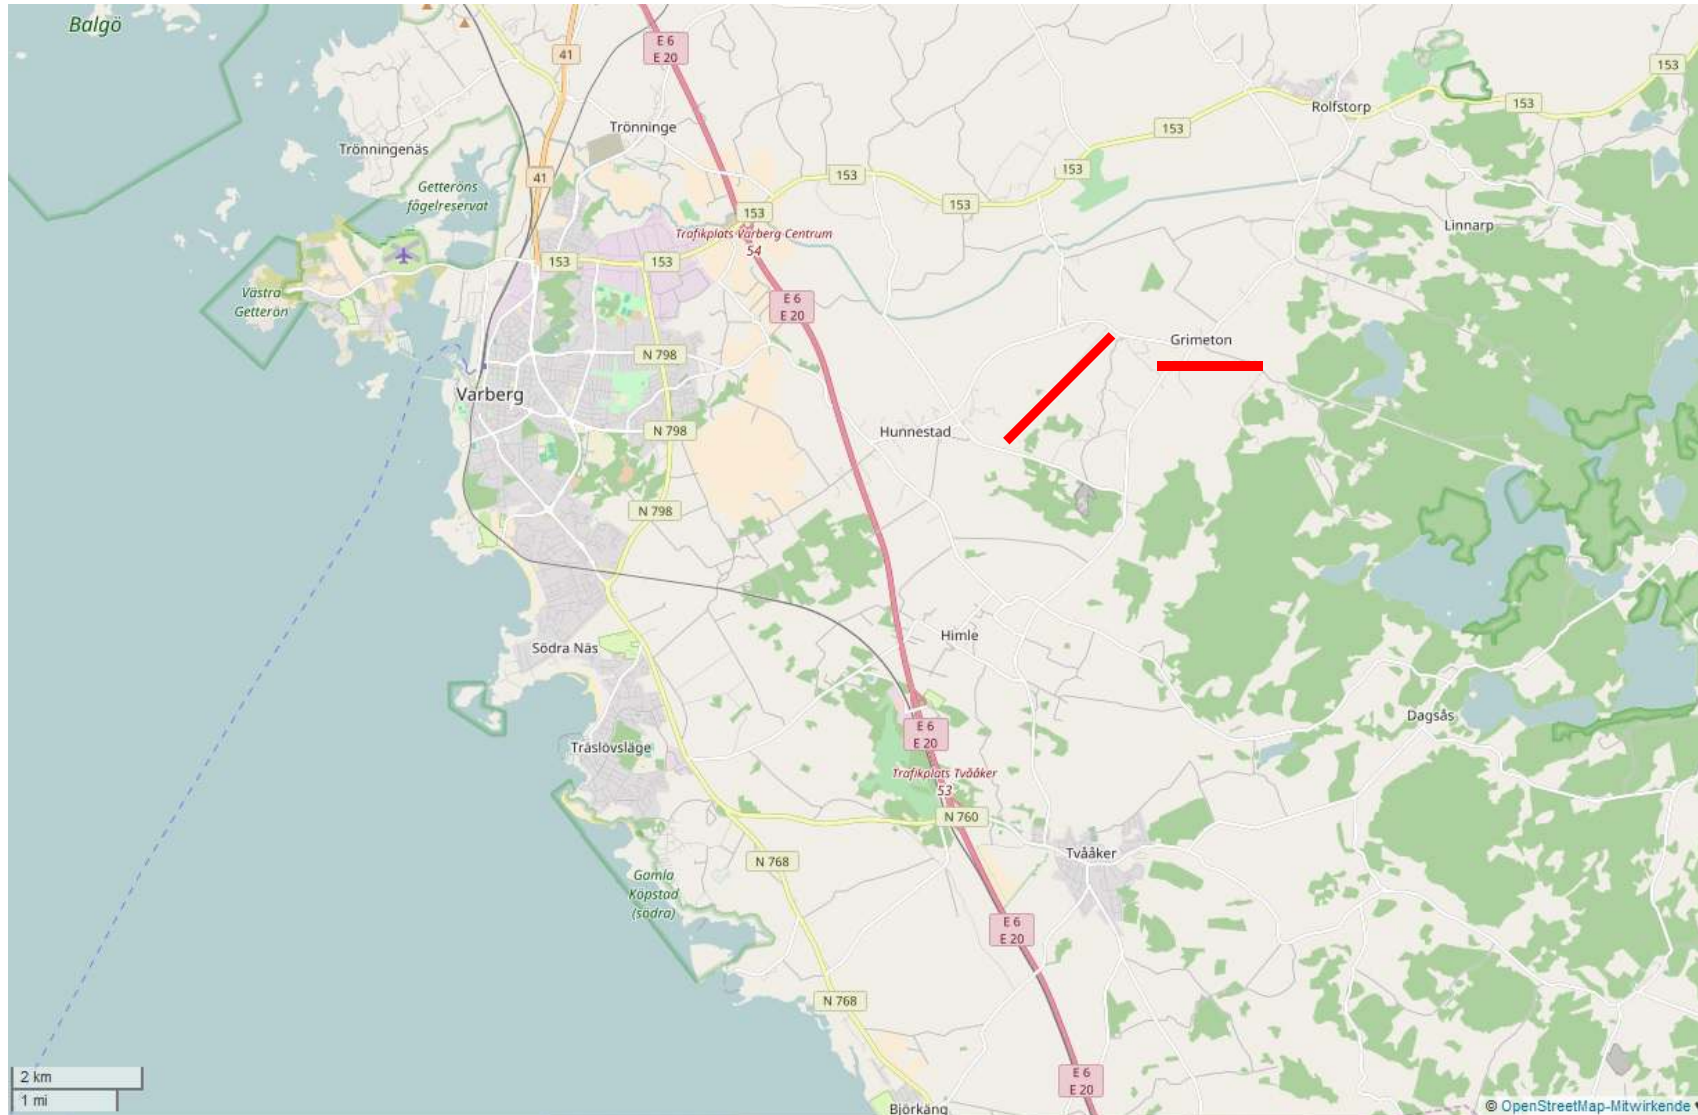 Balgö
41
E 6
E 20
153
Rolfstorp
153
153
Trönninge
Trönningenäs
153
153
41
Getteröns
fågelreservat
153
153
Linnarp
Trafikplats Varberg Centrum
54
153
153
Västra
Getterön
E 6
E 20
Grimeton
N 798
Varberg
N 798
Hunnestad
N 798
Himle
Södra Näs
Dagsås
E 6
E 20
Träslövsläge
Trafikplats Tvååker
53
N 760
Tvååker
N 768
Gamla
Köpstad
(södra)
E 6
E 20
N 768
2 km
1 mi
E 6
E 20
Björkäng
© OpenStreetMap-Mitwirkende